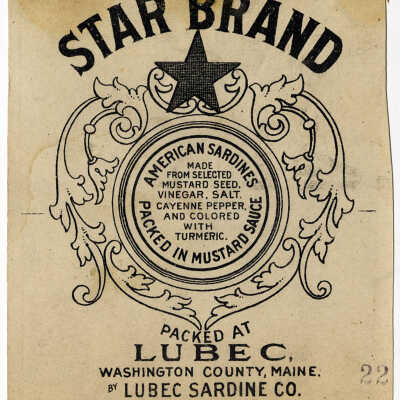 STAR BRAND
AMERICAN SARDINES
MADE
FROM SELECTED
MUSTARD SEED,
VINEGAR, SALT,
CAYENNE PEPPER,
AND COLORED
WITH
TURMERIC.
PACKED IN MUSTARD SAUCE
PACKED AT
LUBEC,
WASHINGTON COUNTY, MAINE.
BY LUBEC SARDINE CO.
22